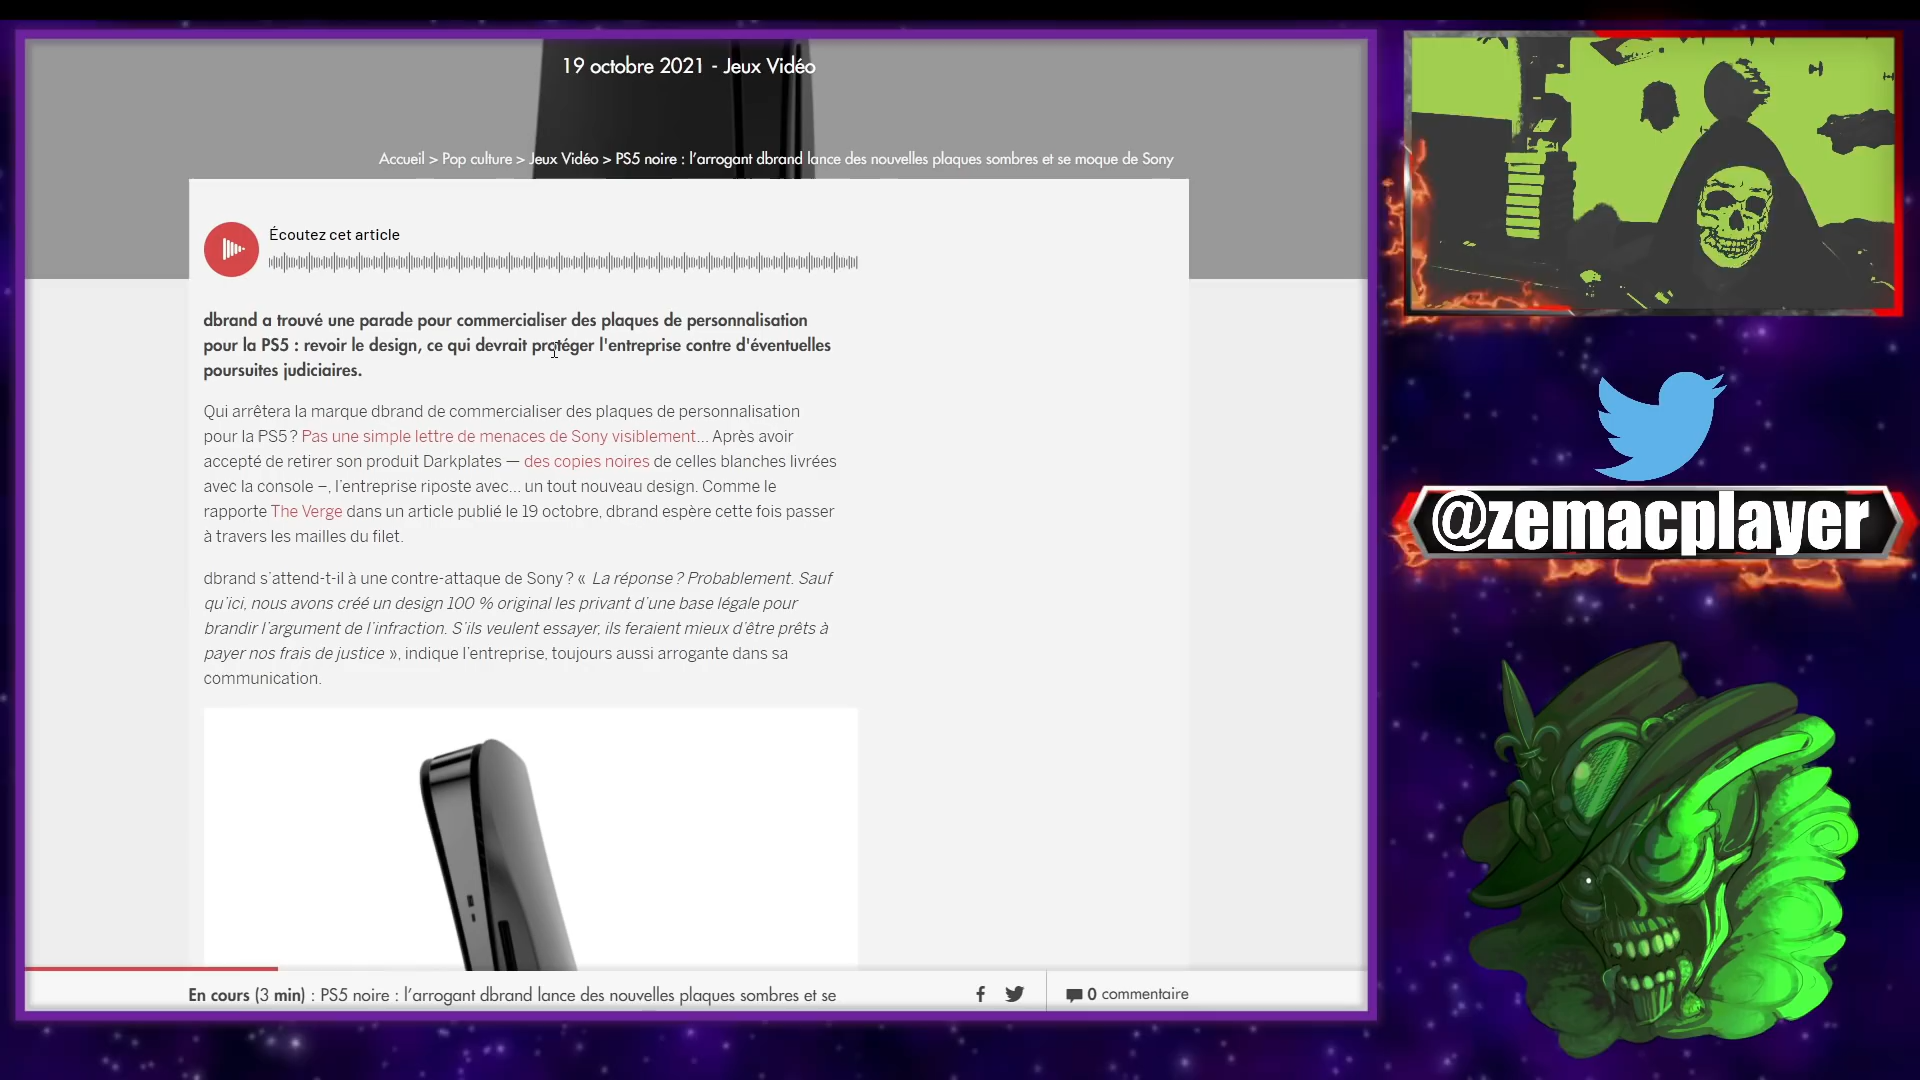 19 octobre 2021 - Jeux Vidéo
Accueil > Pop culture > Jeux Vidéo > PS5 noire : l’arrogant dbrand lance des nouvelles plaques sombres et se moque de Sony
Écoutez cet article
dbrand a trouvé une parade pour commercialiser des plaques de personnalisation
pour la PS5 : revoir le design, ce qui devrait protéger l'entreprise contre d'éventuelles
poursuites judiciaires.
Qui arrêtera la marque dbrand de commercialiser des plaques de personnalisation
pour la PS5 ? Pas une simple lettre de menaces de Sony visiblement… Après avoir
accepté de retirer son produit Darkplates — des copies noires de celles blanches livrées
avec la console –, l’entreprise riposte avec… un tout nouveau design. Comme le
rapporte The Verge dans un article publié le 19 octobre, dbrand espère cette fois passer
à travers les mailles du filet.
dbrand s’attend-t-il à une contre-attaque de Sony ? « La réponse ? Probablement. Sauf
qu’ici, nous avons créé un design 100 % original les privant d’une base légale pour
brandir l’argument de l’infraction. S’ils veulent essayer, ils feraient mieux d’être prêts à
payer nos frais de justice », indique l’entreprise, toujours aussi arrogante dans sa
communication.
En cours (3 min) : PS5 noire : l’arrogant dbrand lance des nouvelles plaques sombres et se
0 commentaire
@zemacplayer